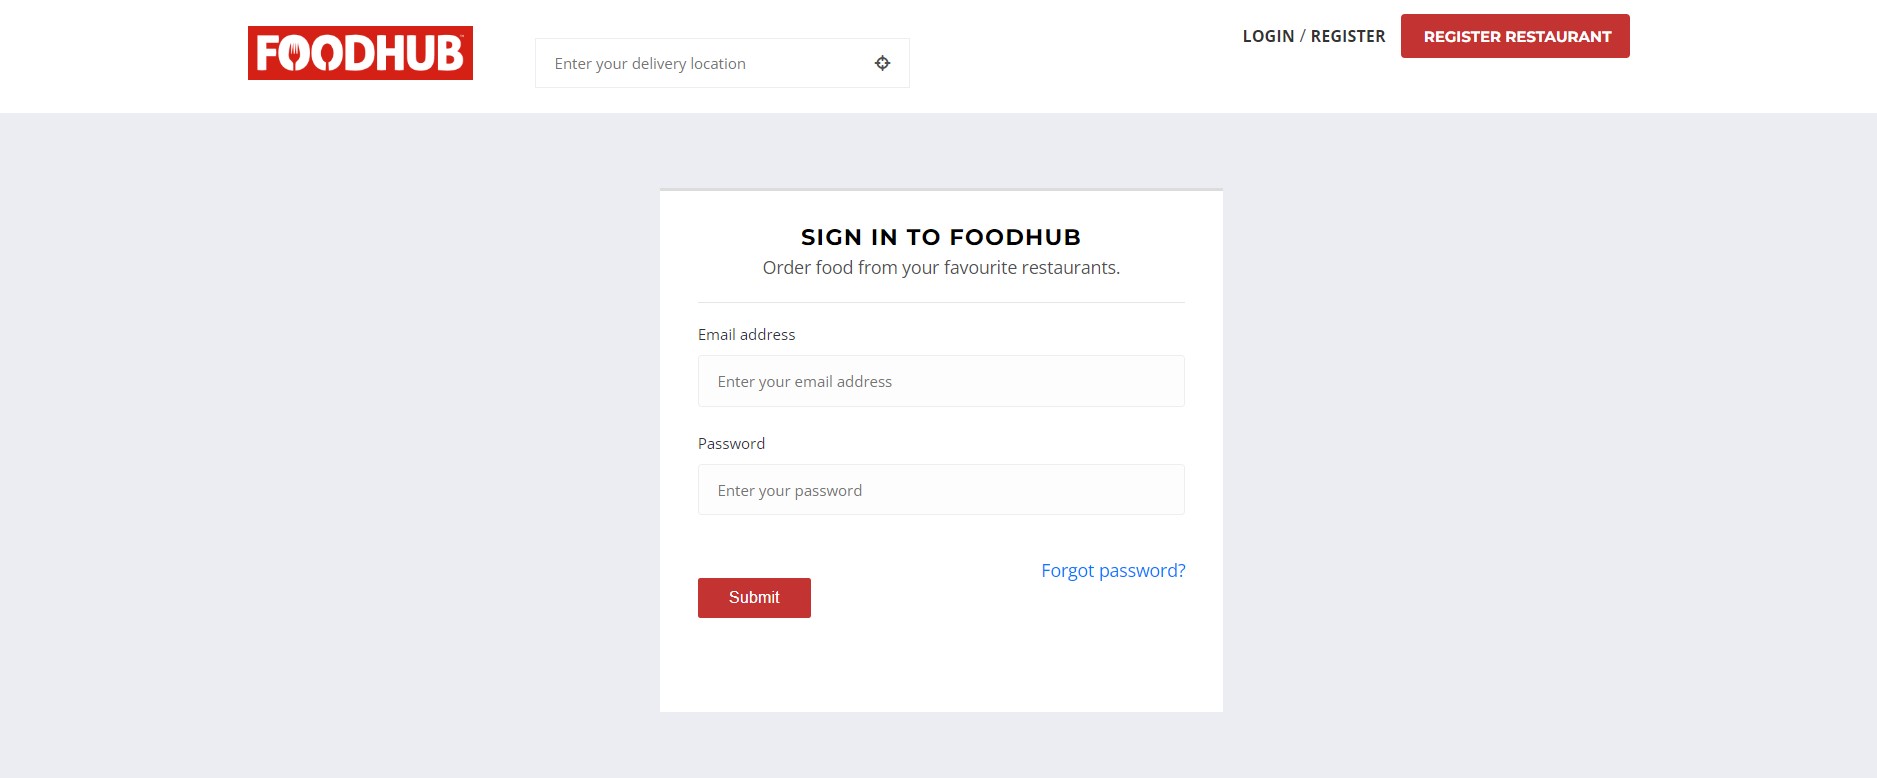 FOODHUB
Enter your delivery location
LOGIN / REGISTER
REGISTER RESTAURANT
SIGN IN TO FOODHUB
Order food from your favourite restaurants.
Email address
Enter your email address
Password
Enter your password
Forgot password?
Submit